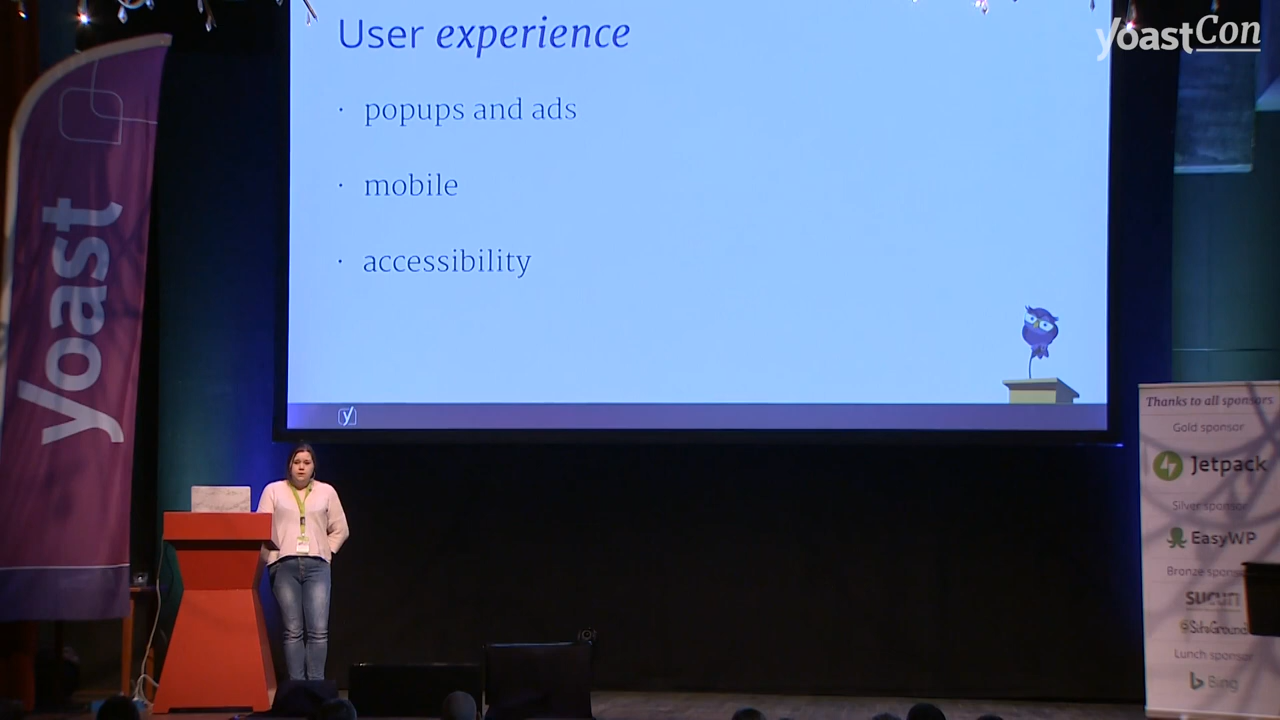 User experience
· popups and ads
· mobile
· accessibility
y
yoastCon
yoast
Thanks to all sponsors
Gold sponsor
Jetpack
Silver sponsor
EasyWP
Bronze sponsor
sucuri
SiteGround
Lunch sponsor
Bing